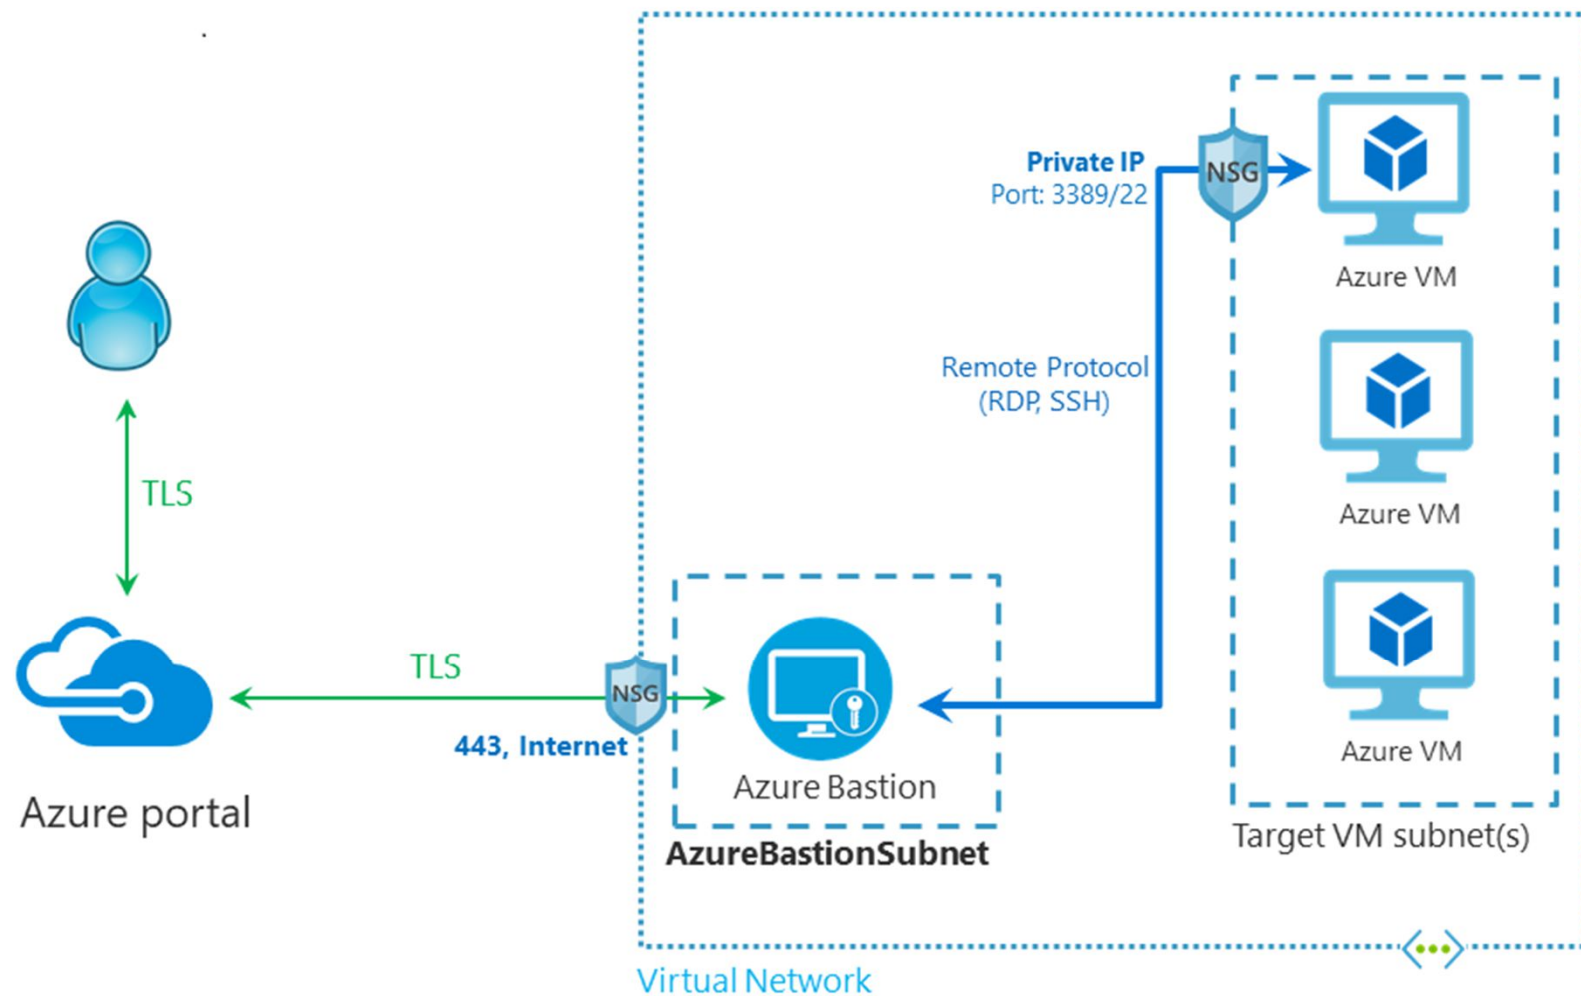 Private IP
Port: 3389/22
NSG
Azure VM
Remote Protocol
(RDP, SSH)
Azure VM
TLS
TLS
NSG
443, Internet
Azure Bastion
Azure VM
Azure portal
AzureBastionSubnet
Target VM subnet(s)
Virtual Network